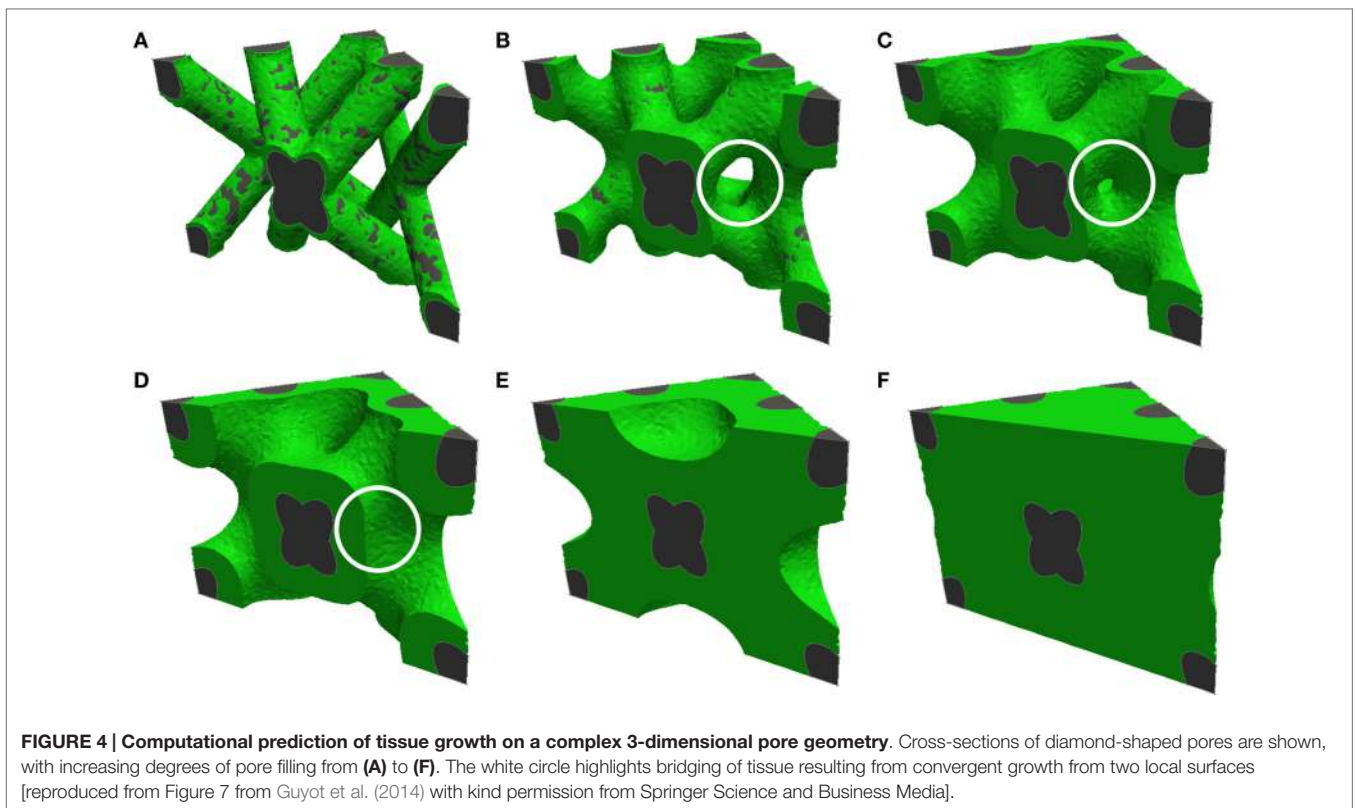 A
B
C
D
E
F
FIGURE 4 | Computational prediction of tissue growth on a complex 3-dimensional pore geometry. Cross-sections of diamond-shaped pores are shown,
with increasing degrees of pore filling from (A) to (F). The white circle highlights bridging of tissue resulting from convergent growth from two local surfaces
[reproduced from Figure 7 from Guyot et al. (2014) with kind permission from Springer Science and Business Media].